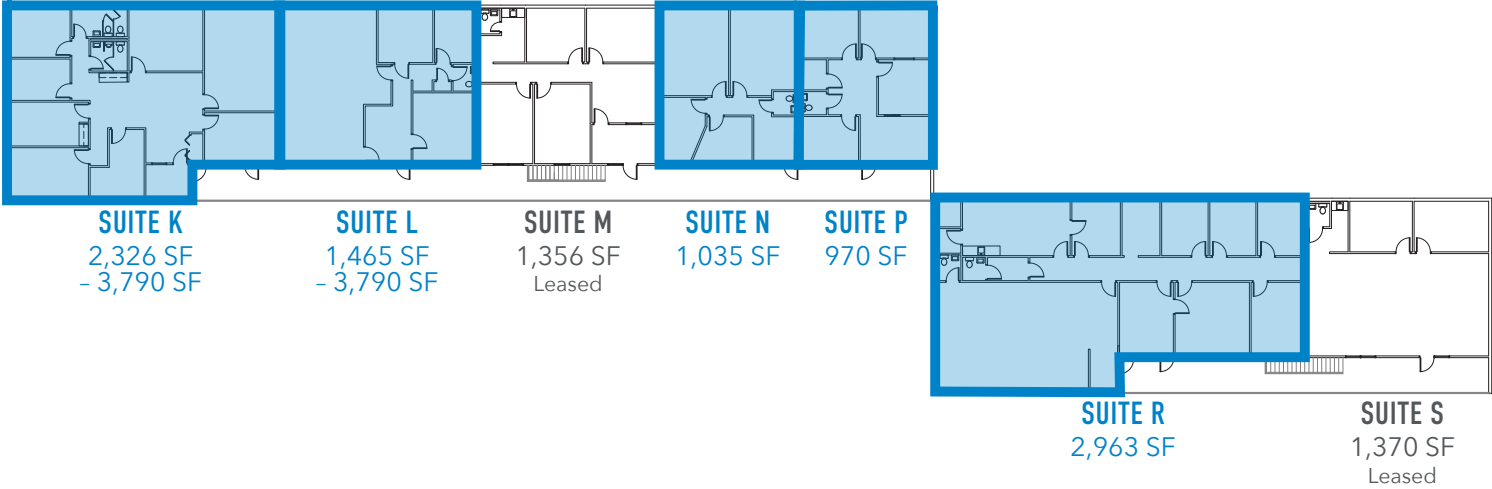 SUITE K
2,326 SF
– 3,790 SF
SUITE L
1,465 SF
– 3,790 SF
SUITE M
1,356 SF
Leased
SUITE N
1,035 SF
SUITE P
970 SF
SUITE R
2,963 SF
SUITE S
1,370 SF
Leased